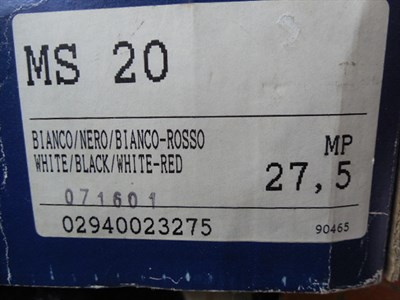 MS 20
BIANCO/NERO/BIANCO-ROSSO
WHITE/BLACK/WHITE-RED
MP
27,5
071601
02940023275
90465